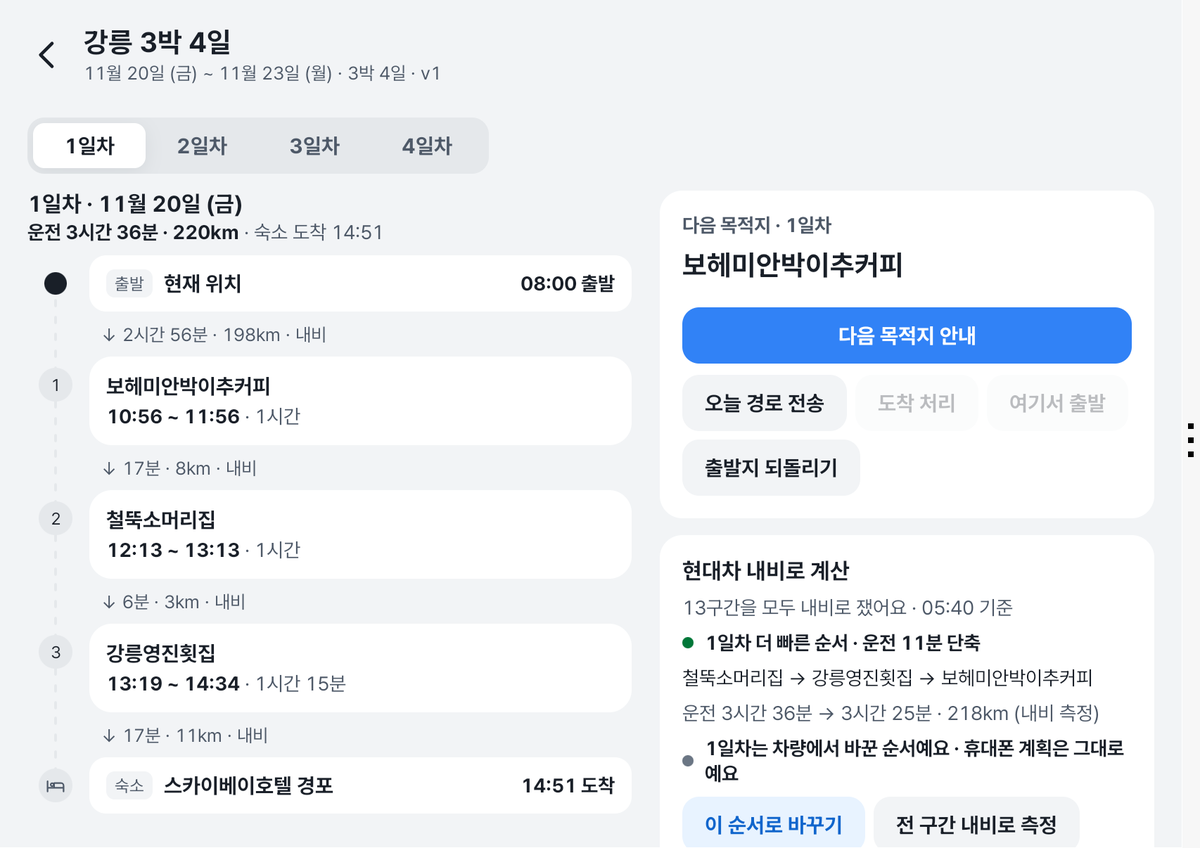 강릉 3박 4일
11월 20일 (금) ~ 11월 23일 (월) · 3박 4일 · v1
1일차 2일차 3일차 4일차
1일차 · 11월 20일 (금)
운전 3시간 36분 · 220km · 숙소 도착 14:51
출발 현재 위치 08:00 출발
↓ 2시간 56분 · 198km · 내비
1 보헤미안박이추커피
10:56 ~ 11:56 · 1시간
↓ 17분 · 8km · 내비
2 철뚝소머리집
12:13 ~ 13:13 · 1시간
↓ 6분 · 3km · 내비
3 강릉영진횟집
13:19 ~ 14:34 · 1시간 15분
↓ 17분 · 11km · 내비
숙소 스카이베이호텔 경포 14:51 도착
다음 목적지 · 1일차
보헤미안박이추커피
다음 목적지 안내
오늘 경로 전송 도착 처리 여기서 출발
출발지 되돌리기
현대차 내비로 계산
13구간을 모두 내비로 쟀어요 · 05:40 기준
1일차 더 빠른 순서 · 운전 11분 단축
철뚝소머리집 → 강릉영진횟집 → 보헤미안박이추커피
운전 3시간 36분 → 3시간 25분 · 218km (내비 측정)
1일차는 차량에서 바꾼 순서예요 · 휴대폰 계획은 그대로
예요
이 순서로 바꾸기 전 구간 내비로 측정